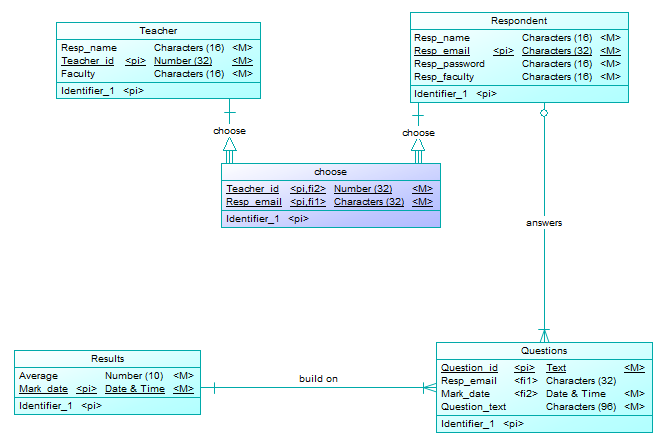 Teacher
Resp_name Characters (16) <M>
Teacher_id <pi> Number (32) <M>
Faculty Characters (16) <M>
Identifier_1 <pi>
Respondent
Resp_name Characters (16) <M>
Resp_email <pi> Characters (32) <M>
Resp_password Characters (16) <M>
Resp_faculty Characters (16) <M>
Identifier_1 <pi>
choose
choose
choose
Teacher_id <pi,fi2> Number (32) <M>
Resp_email <pi,fi1> Characters (32) <M>
Identifier_1 <pi>
answers
Results
Average Number (10) <M>
Mark_date <pi> Date & Time <M>
Identifier_1 <pi>
build on
Questions
Question_id <pi> Text <M>
Resp_email <fi1> Characters (32)
Mark_date <fi2> Date & Time <M>
Question_text Characters (96) <M>
Identifier_1 <pi>